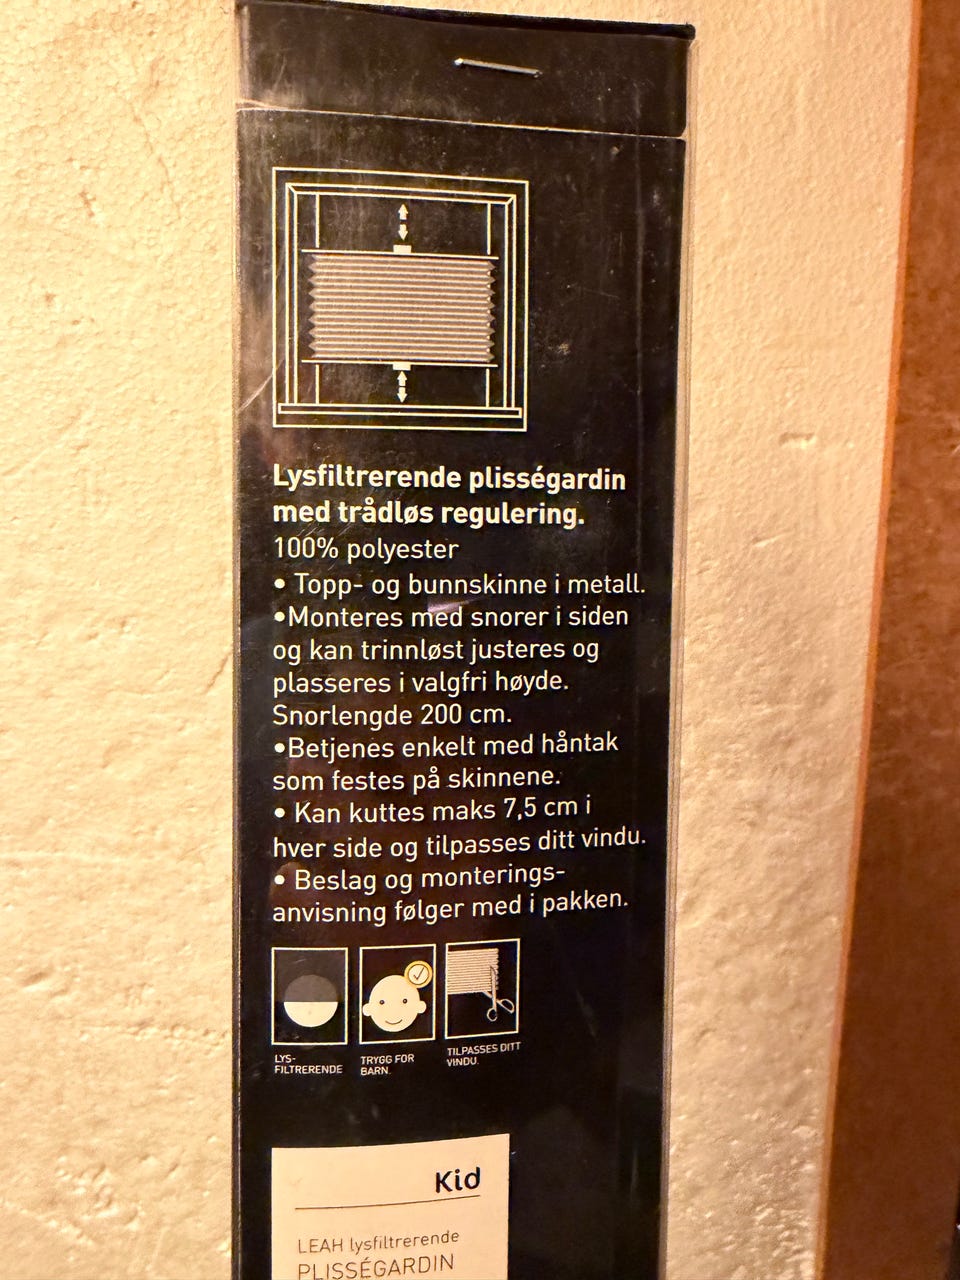 Lysfiltrerende plisségardin
med trådløs regulering.
100% polyester
• Topp- og bunnskinne i metall.
•Monteres med snorer i siden
og kan trinnløst justeres og
plasseres i valgfri høyde.
Snorlengde 200 cm.
•Betjenes enkelt med håntak
som festes på skinnene.
• Kan kuttes maks 7,5 cm i
hver side og tilpasses ditt vindu.
• Beslag og monterings-
anvisning følger med i pakken.
LYS-
FILTRERENDE
TRYGG FOR
BARN.
TILPASSES DITT
VINDU.
Kid
LEAH lysfiltrerende
PLISSÉGARDIN